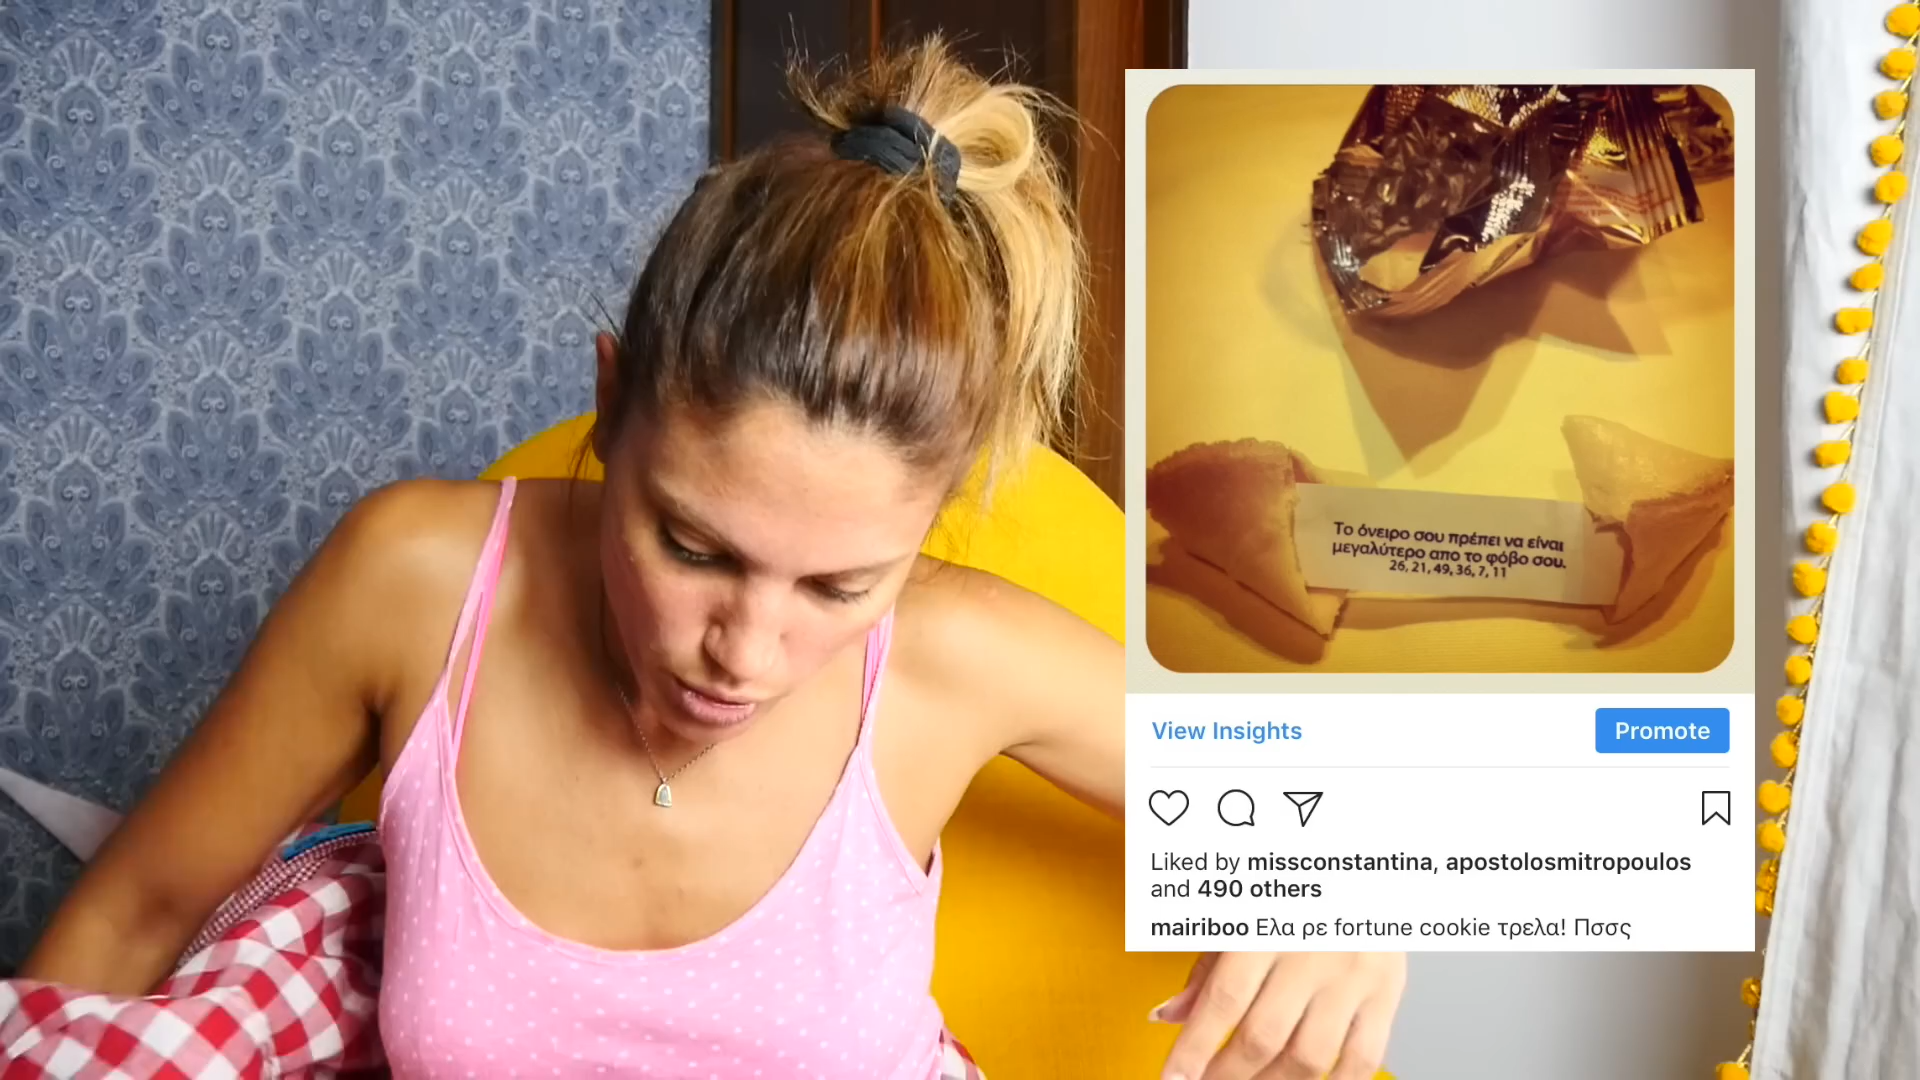 Το όνειρο σου πρέπει να είναι
μεγαλύτερο απο το φόβο σου.
26, 21, 49, 36, 7, 11
View Insights
Promote
Liked by missconstantina, apostolosmitropoulos
and 490 others
mairiboo Ελα ρε fortune cookie τρελα! Πσσς